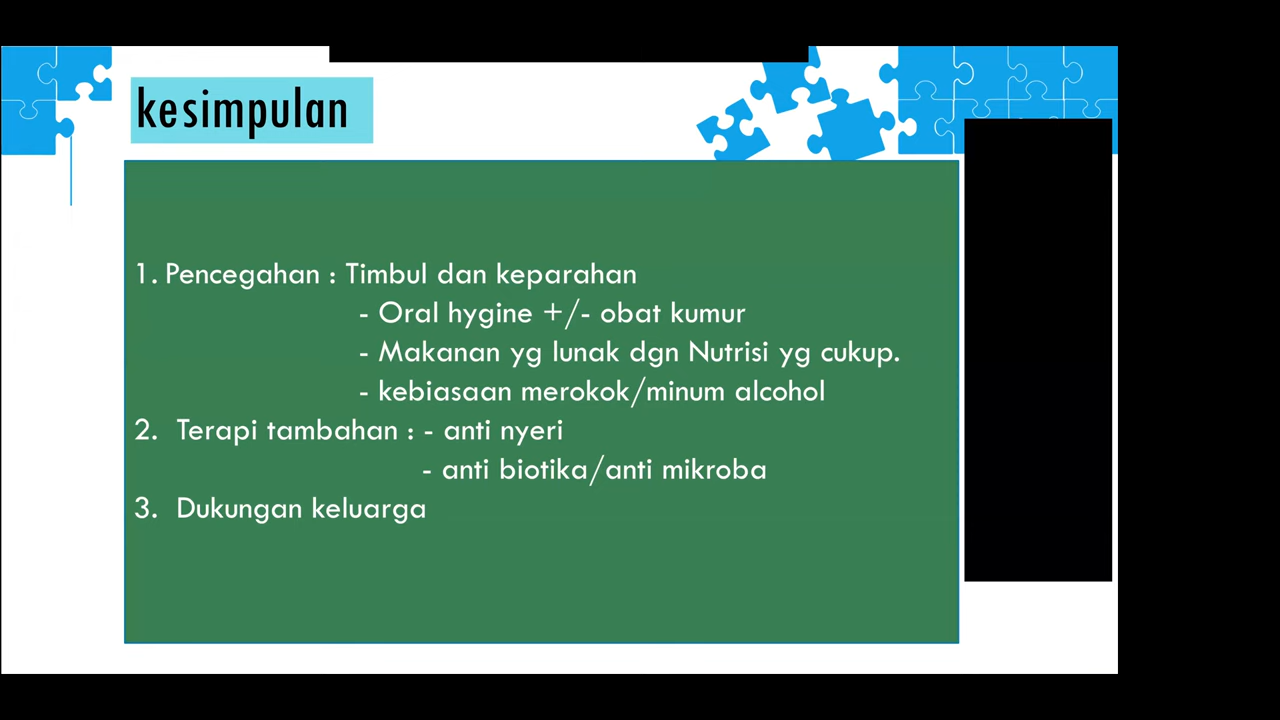 kesimpulan
1. Pencegahan : Timbul dan keparahan
- Oral hygine +/- obat kumur
- Makanan yg lunak dgn Nutrisi yg cukup.
- kebiasaan merokok/minum alcohol
2. Terapi tambahan : - anti nyeri
- anti biotika/anti mikroba
3. Dukungan keluarga